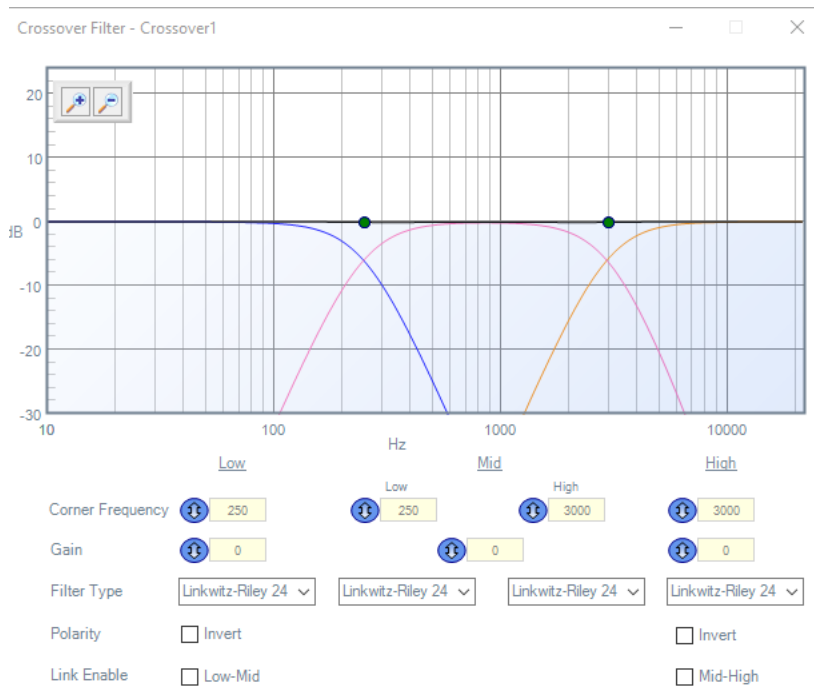 Crossover Filter - Crossover1
20
10
0
dB
-10
-20
-30
10 100 1000 10000
Hz
Low Mid High
Low High
Corner Frequency 250 250 3000 3000
Gain 0 0 0
Filter Type Linkwitz-Riley 24 Linkwitz-Riley 24 Linkwitz-Riley 24 Linkwitz-Riley 24
Polarity Invert Invert
Link Enable Low-Mid Mid-High